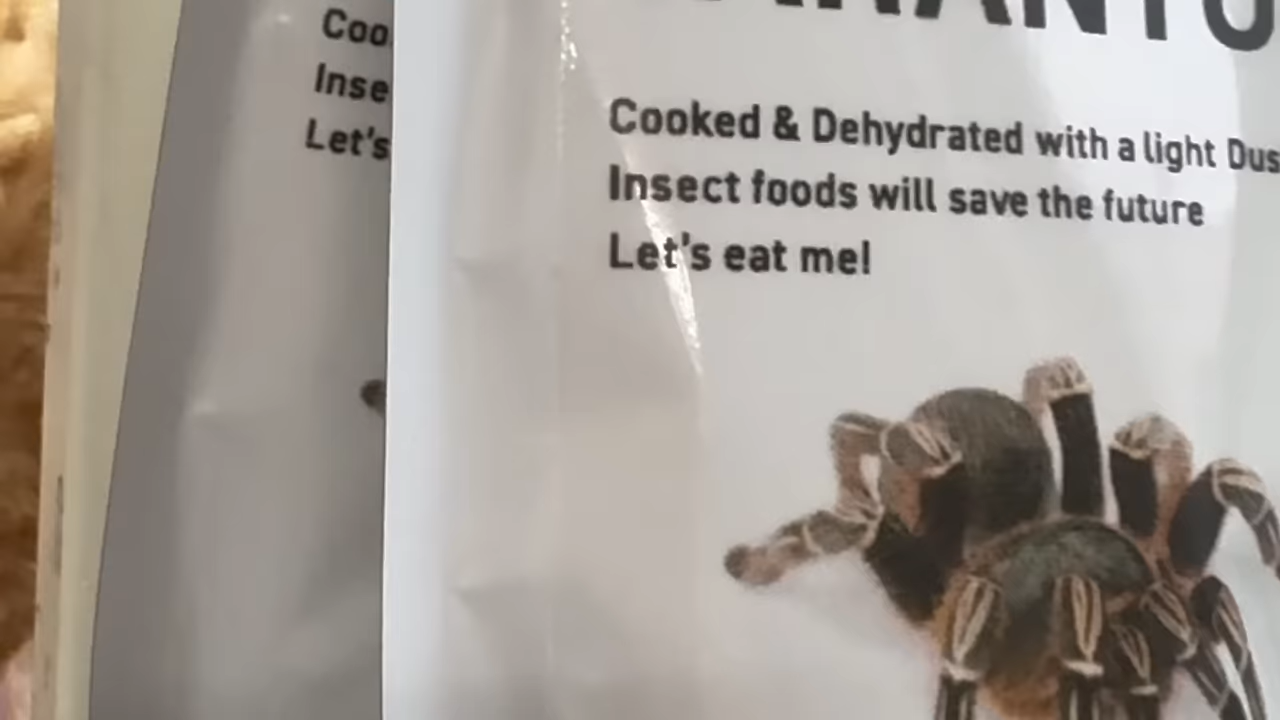 Coo
Inse
Let's
Cooked & Dehydrated with a light Dus
Insect foods will save the future
Let's eat me!